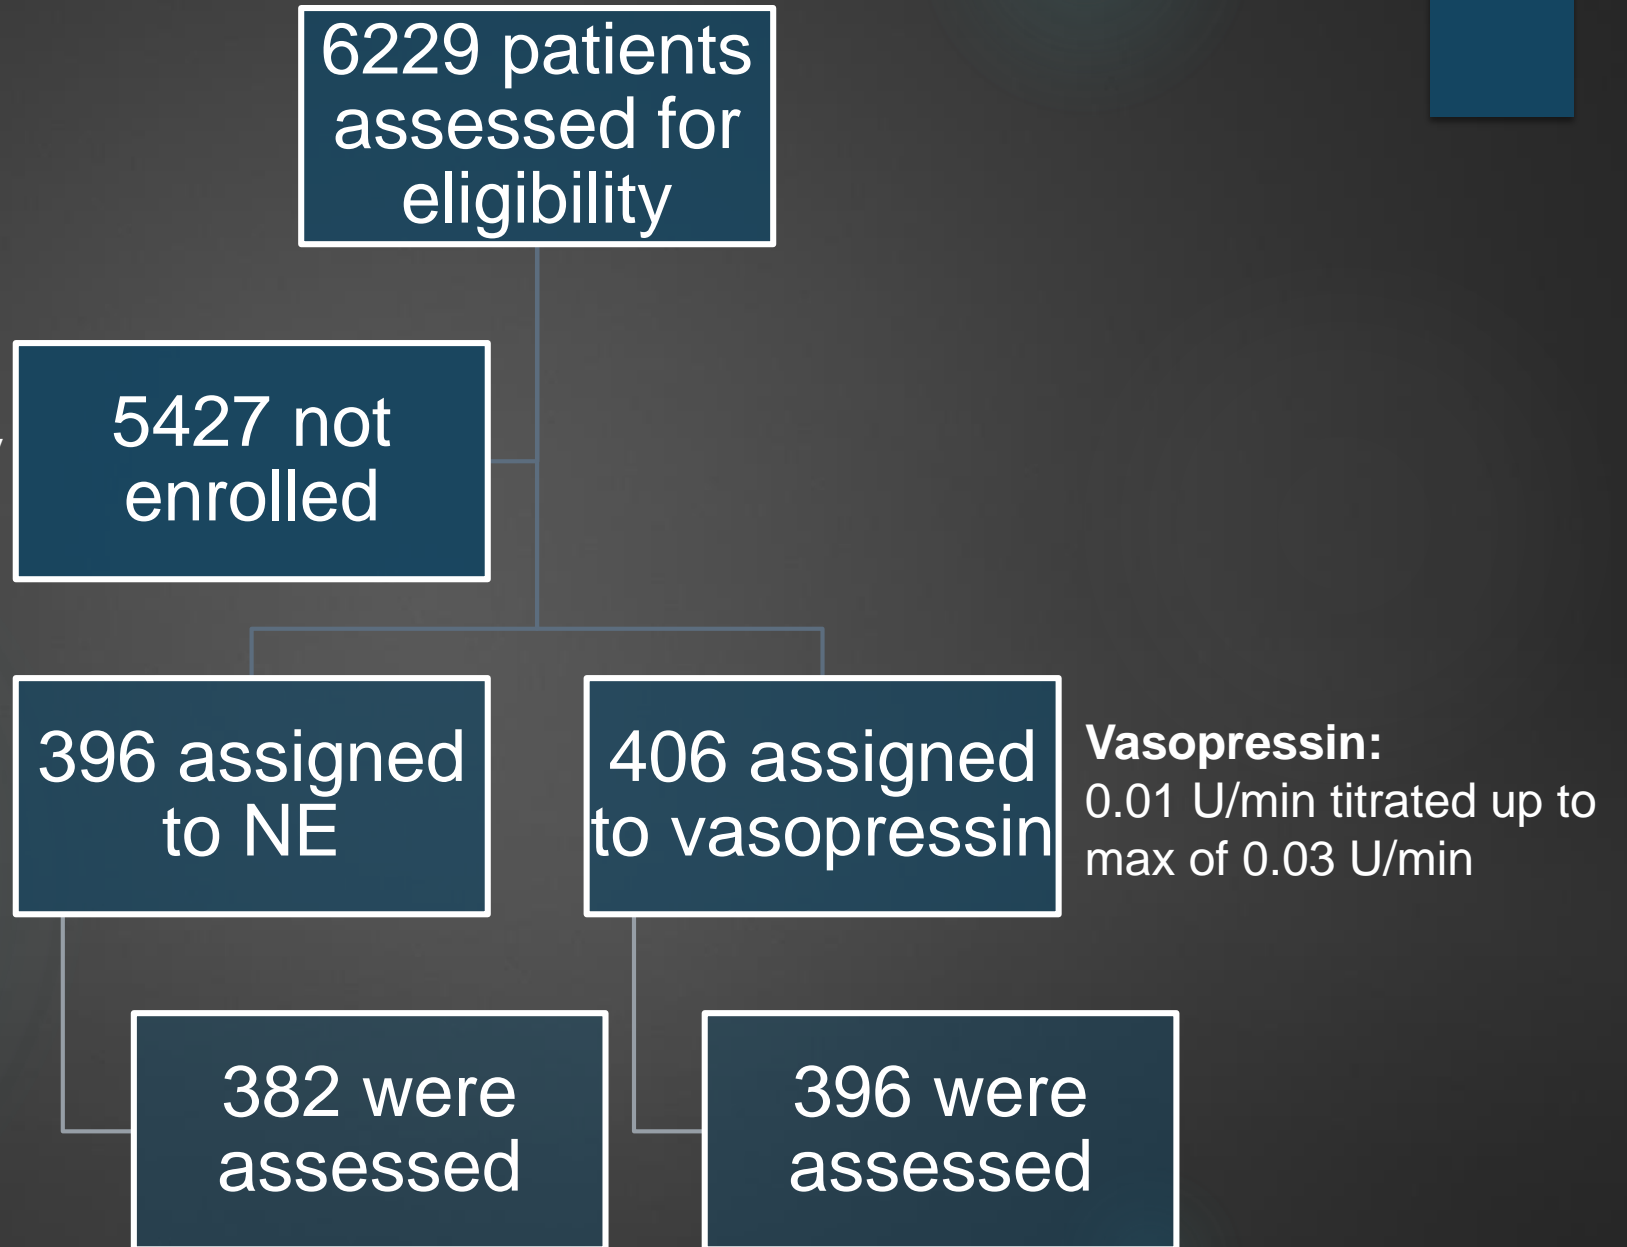 6229 patients
assessed for
eligibility
5427 not
enrolled
396 assigned
to NE
406 assigned
to vasopressin
Vasopressin:
0.01 U/min titrated up to
max of 0.03 U/min
382 were
assessed
396 were
assessed